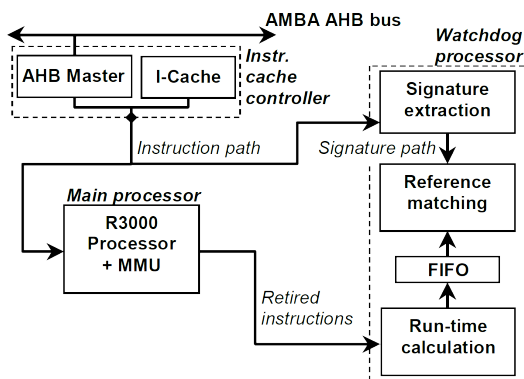 AMBA AHB bus
Watchdog
processor
AHB Master
I-Cache
Instr.
cache
controller
Signature
extraction
Instruction path
Signature path
Main processor
Reference
matching
R3000
Processor
+ MMU
FIFO
Retired
instructions
Run-time
calculation